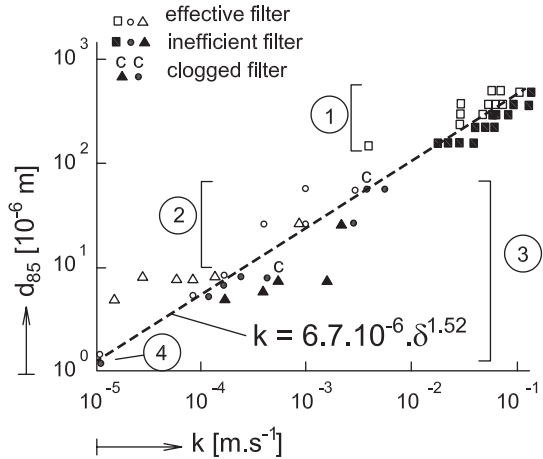 effective filter
inefficient filter
C C
clogged filter
10³
10²
10¹
10⁰
d₈₅ [10⁻⁶ m]
1
2
3
4
C
C
k = 6.7.10⁻⁶.δ¹·⁵²
10⁻⁵ 10⁻⁴ 10⁻³ 10⁻² 10⁻¹
k [m.s⁻¹]